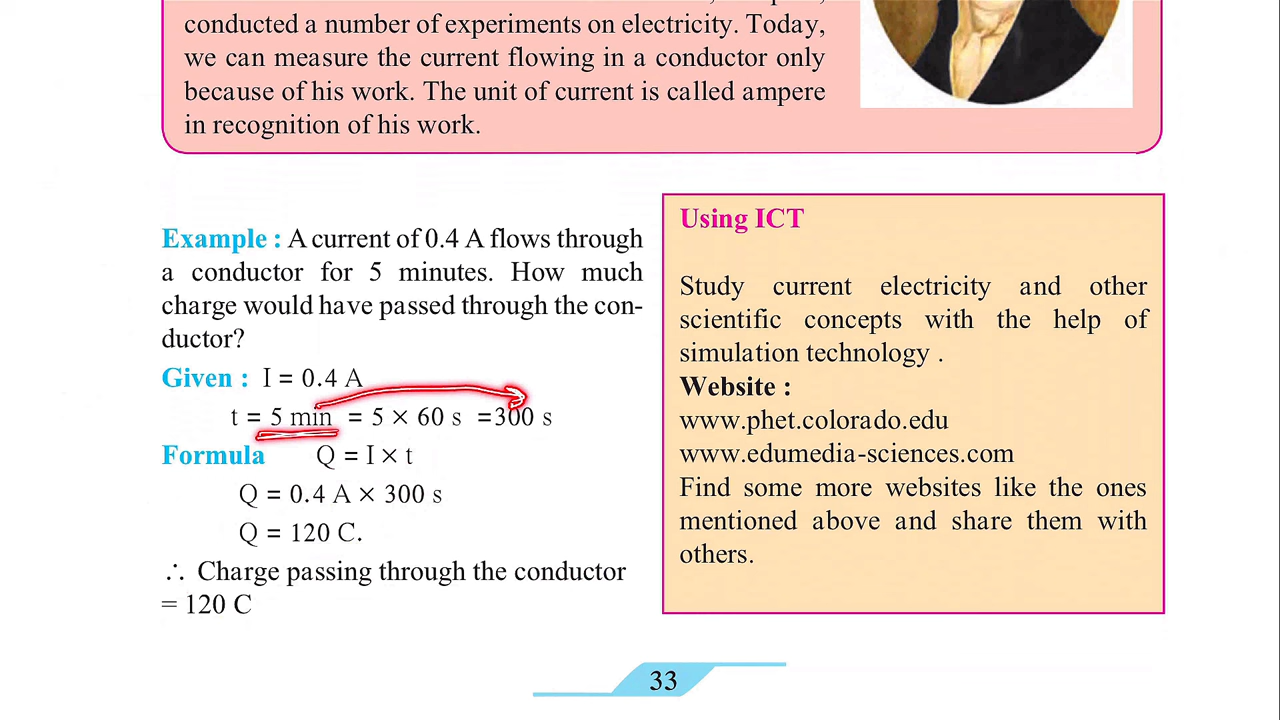 conducted a number of experiments on electricity. Today,
we can measure the current flowing in a conductor only
because of his work. The unit of current is called ampere
in recognition of his work.
Example : A current of 0.4 A flows through
a conductor for 5 minutes. How much
charge would have passed through the con-
ductor?
Given : I = 0.4 A
t = 5 min = 5 × 60 s =300 s
Formula Q = I × t
Q = 0.4 A × 300 s
Q = 120 C.
∴ Charge passing through the conductor
= 120 C
Using ICT
Study current electricity and other
scientific concepts with the help of
simulation technology .
Website :
www.phet.colorado.edu
www.edumedia-sciences.com
Find some more websites like the ones
mentioned above and share them with
others.
33